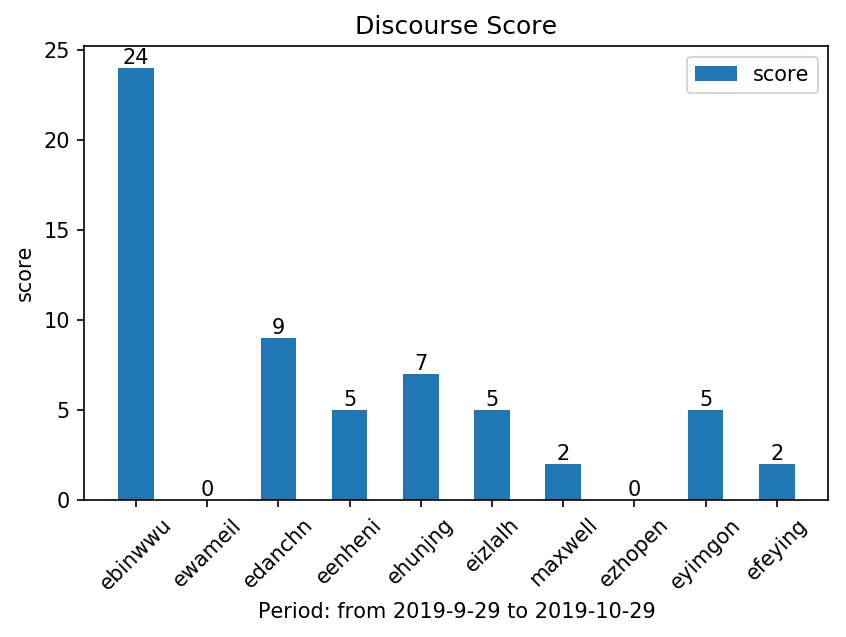 Discourse Score
score
25
20
15
10
5
0
score
24
0
9
5
7
5
2
0
5
2
ebinwwu
ewameil
edanchn
eenheni
ehunjng
eizlalh
maxwell
ezhopen
eyimgon
efeying
Period: from 2019-9-29 to 2019-10-29